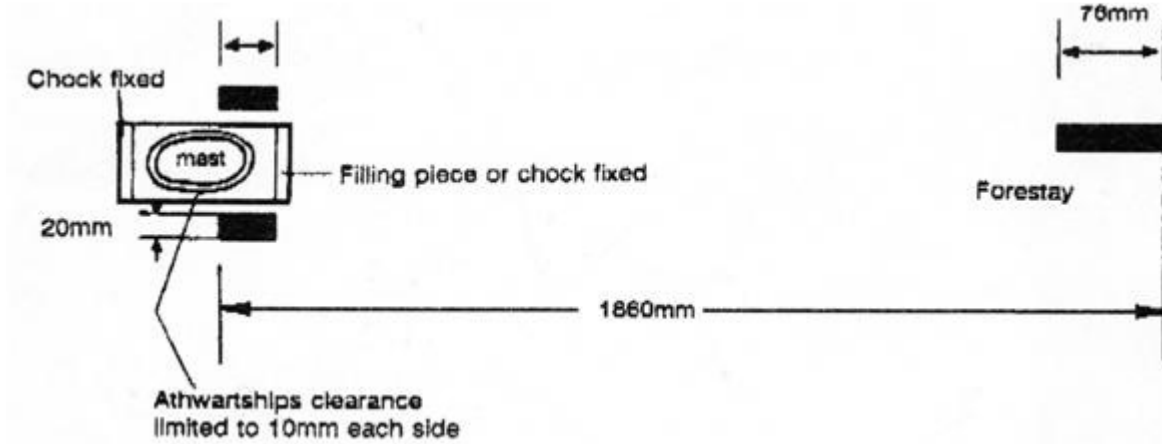 76mm
Chock fixed
mast
Filling piece or chock fixed
Forestay
20mm
1860mm
Athwartships clearance
limited to 10mm each side